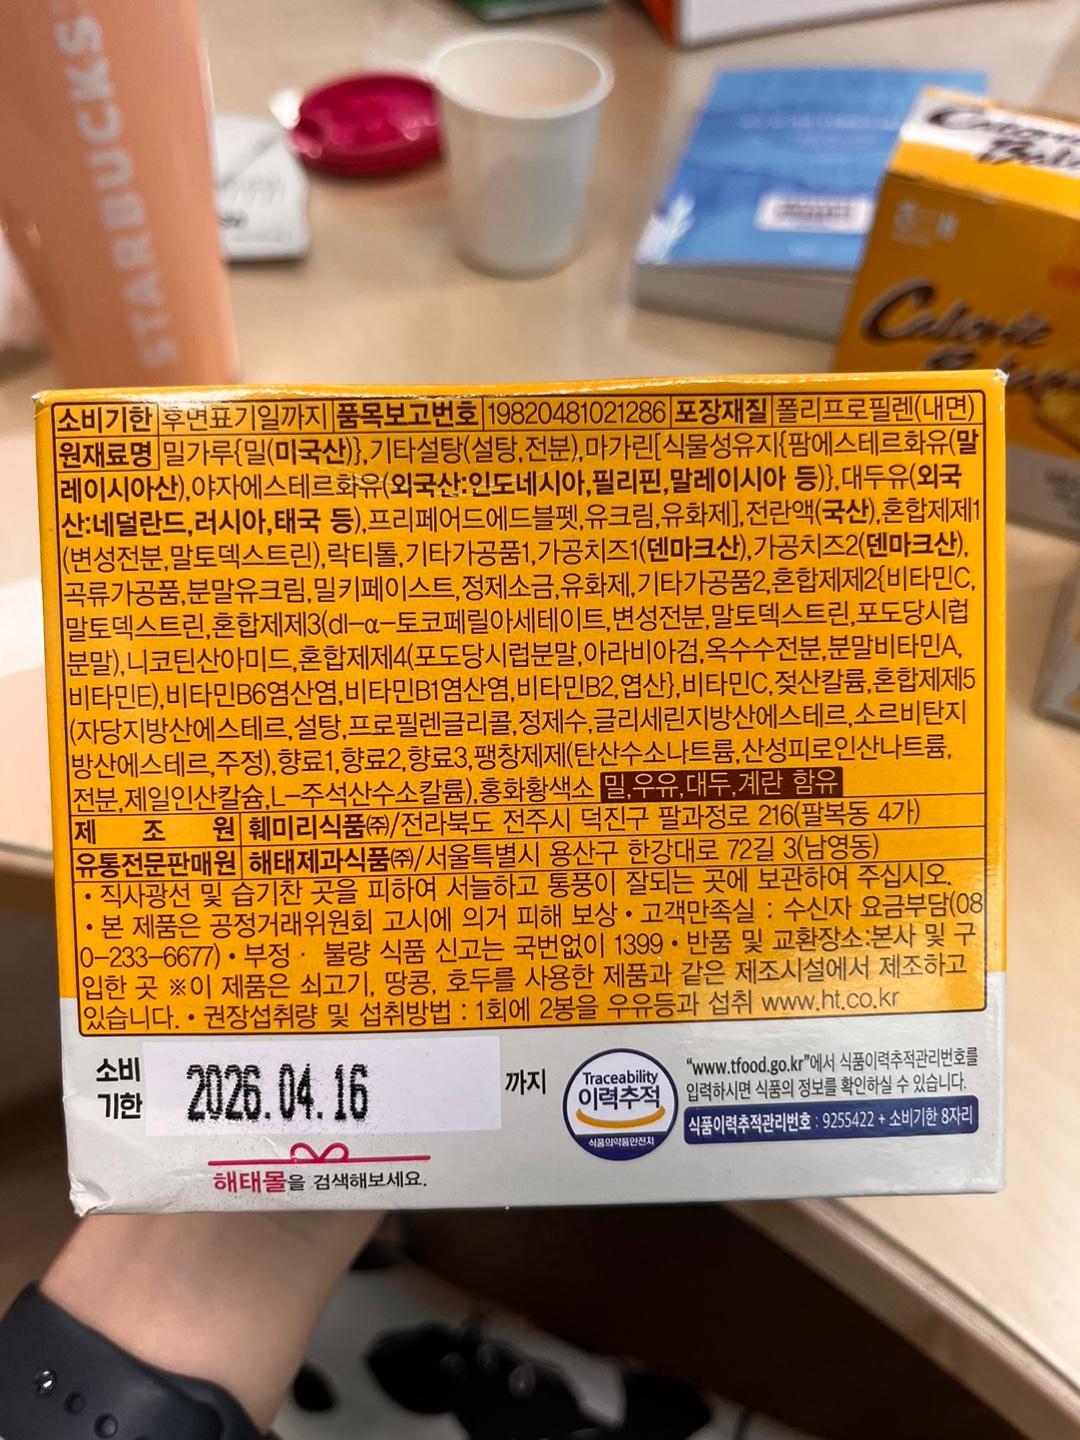 STARBUCKS
Calorie
소비기한 후면표기일까지 품목보고번호 19820481021286 포장재질 폴리프로필렌(내면)
원재료명 밀가루{밀(미국산)},기타설탕(설탕,전분),마가린[식물성유지{팜에스테르화유(말
레이시아산),야자에스테르화유(외국산:인도네시아,필리핀,말레이시아 등)},대두유(외국
산:네덜란드,러시아,태국 등),프리페어드에드블펫,유크림,유화제],전란액(국산),혼합제제1
(변성전분,말토덱스트린),락티톨,기타가공품1,가공치즈1(덴마크산),가공치즈2(덴마크산),
곡류가공품,분말유크림,밀키페이스트,정제소금,유화제,기타가공품2,혼합제제2{비타민C,
말토덱스트린,혼합제제3(dl-α-토코페릴아세테이트,변성전분,말토덱스트린,포도당시럽
분말),니코틴산아미드,혼합제제4(포도당시럽분말,아라비아검,옥수수전분,분말비타민A,
비타민E),비타민B6염산염,비타민B1염산염,비타민B2,엽산},비타민C,젖산칼륨,혼합제제5
(자당지방산에스테르,설탕,프로필렌글리콜,정제수,글리세린지방산에스테르,소르비탄지
방산에스테르,주정),향료1,향료2,향료3,팽창제제(탄산수소나트륨,산성피로인산나트륨,
전분,제일인산칼슘,L-주석산수소칼륨),홍화황색소 밀,우유,대두,계란 함유
제 조 원 훼미리식품㈜/전라북도 전주시 덕진구 팔과정로 216(팔복동 4가)
유통전문판매원 해태제과식품㈜/서울특별시 용산구 한강대로 72길 3(남영동)
• 직사광선 및 습기찬 곳을 피하여 서늘하고 통풍이 잘되는 곳에 보관하여 주십시오.
• 본 제품은 공정거래위원회 고시에 의거 피해 보상 • 고객만족실 : 수신자 요금부담(08
0-233-6677) • 부정 · 불량 식품 신고는 국번없이 1399 • 반품 및 교환장소:본사 및 구
입한 곳 ※이 제품은 쇠고기, 땅콩, 호두를 사용한 제품과 같은 제조시설에서 제조하고
있습니다. • 권장섭취량 및 섭취방법 : 1회에 2봉을 우유등과 섭취 www.ht.co.kr
소비
기한
2026.04.16
까지
Traceability
이력추적
식품의약품안전처
“www.tfood.go.kr”에서 식품이력추적관리번호를
입력하시면 식품의 정보를 확인하실 수 있습니다.
식품이력추적관리번호 : 9255422 + 소비기한 8자리
해태몰을 검색해보세요.